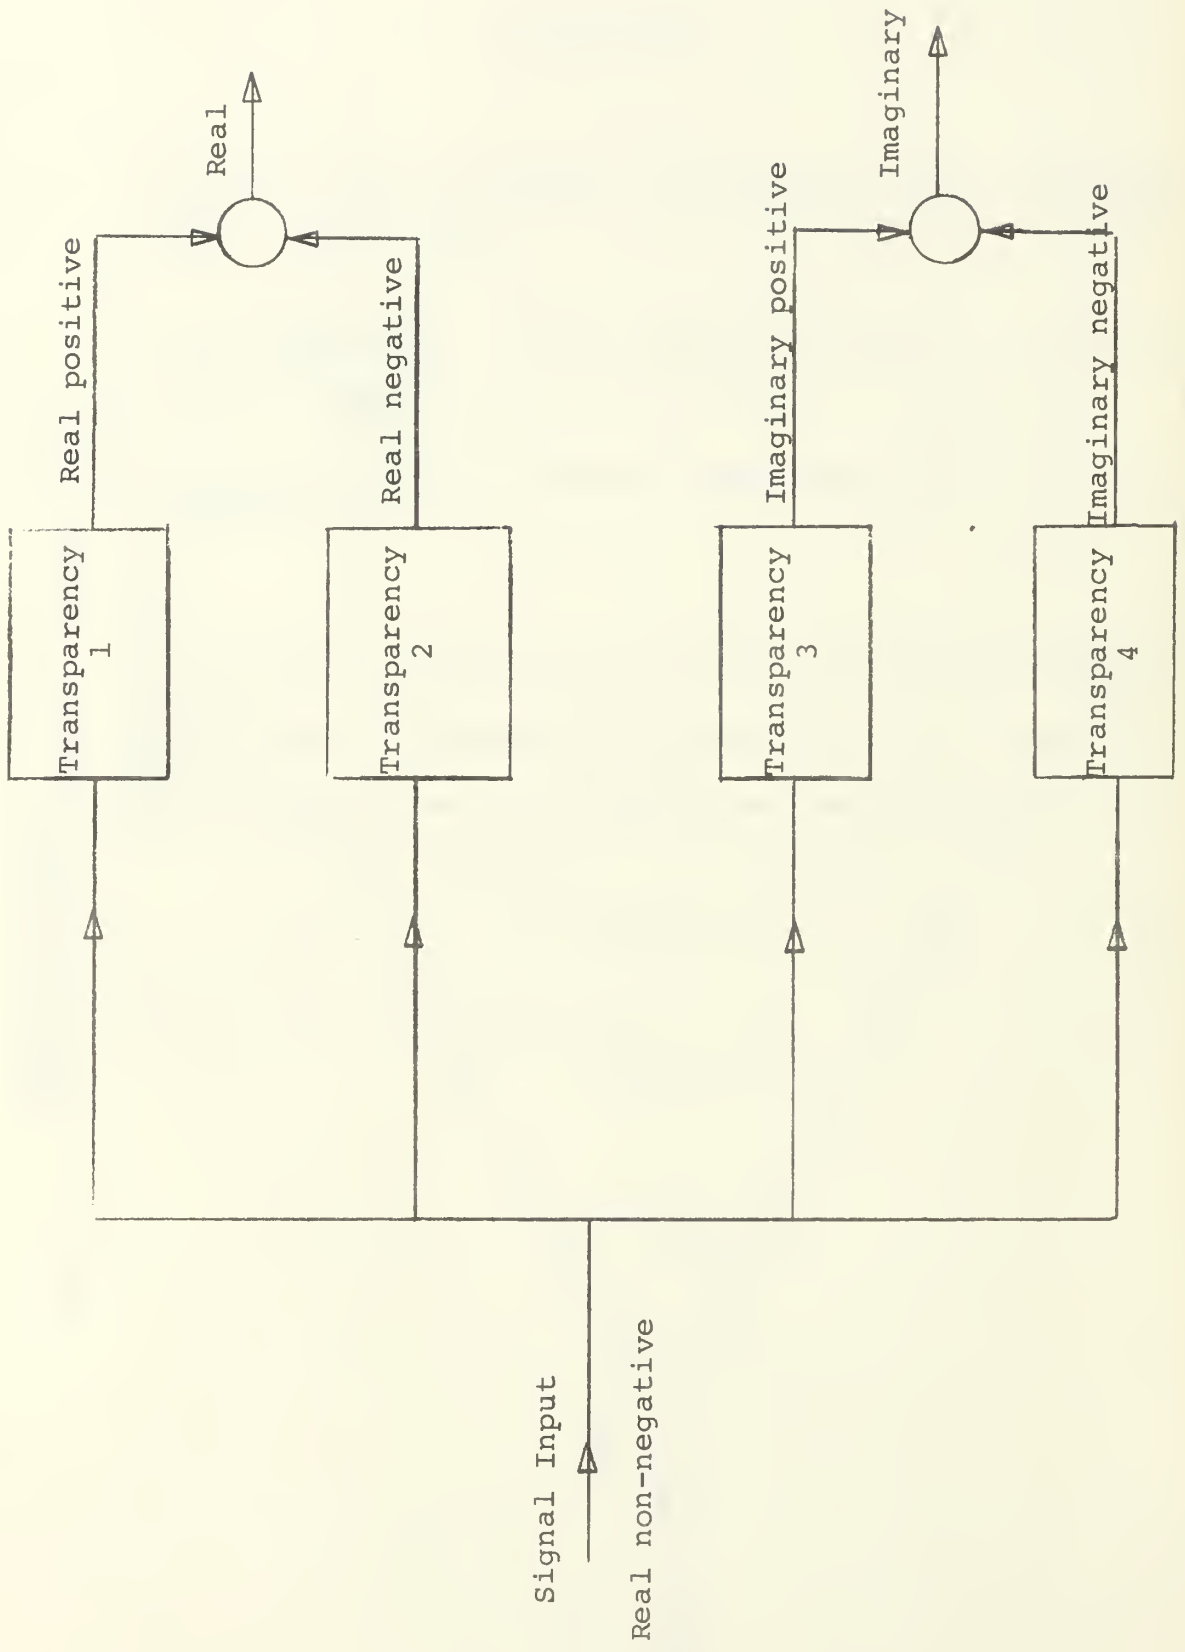 Signal Input
Real non-negative
Transparency
1
Real positive
Transparency
2
Real negative
Real
Transparency
3
Imaginary positive
Transparency
4
Imaginary negative
Imaginary